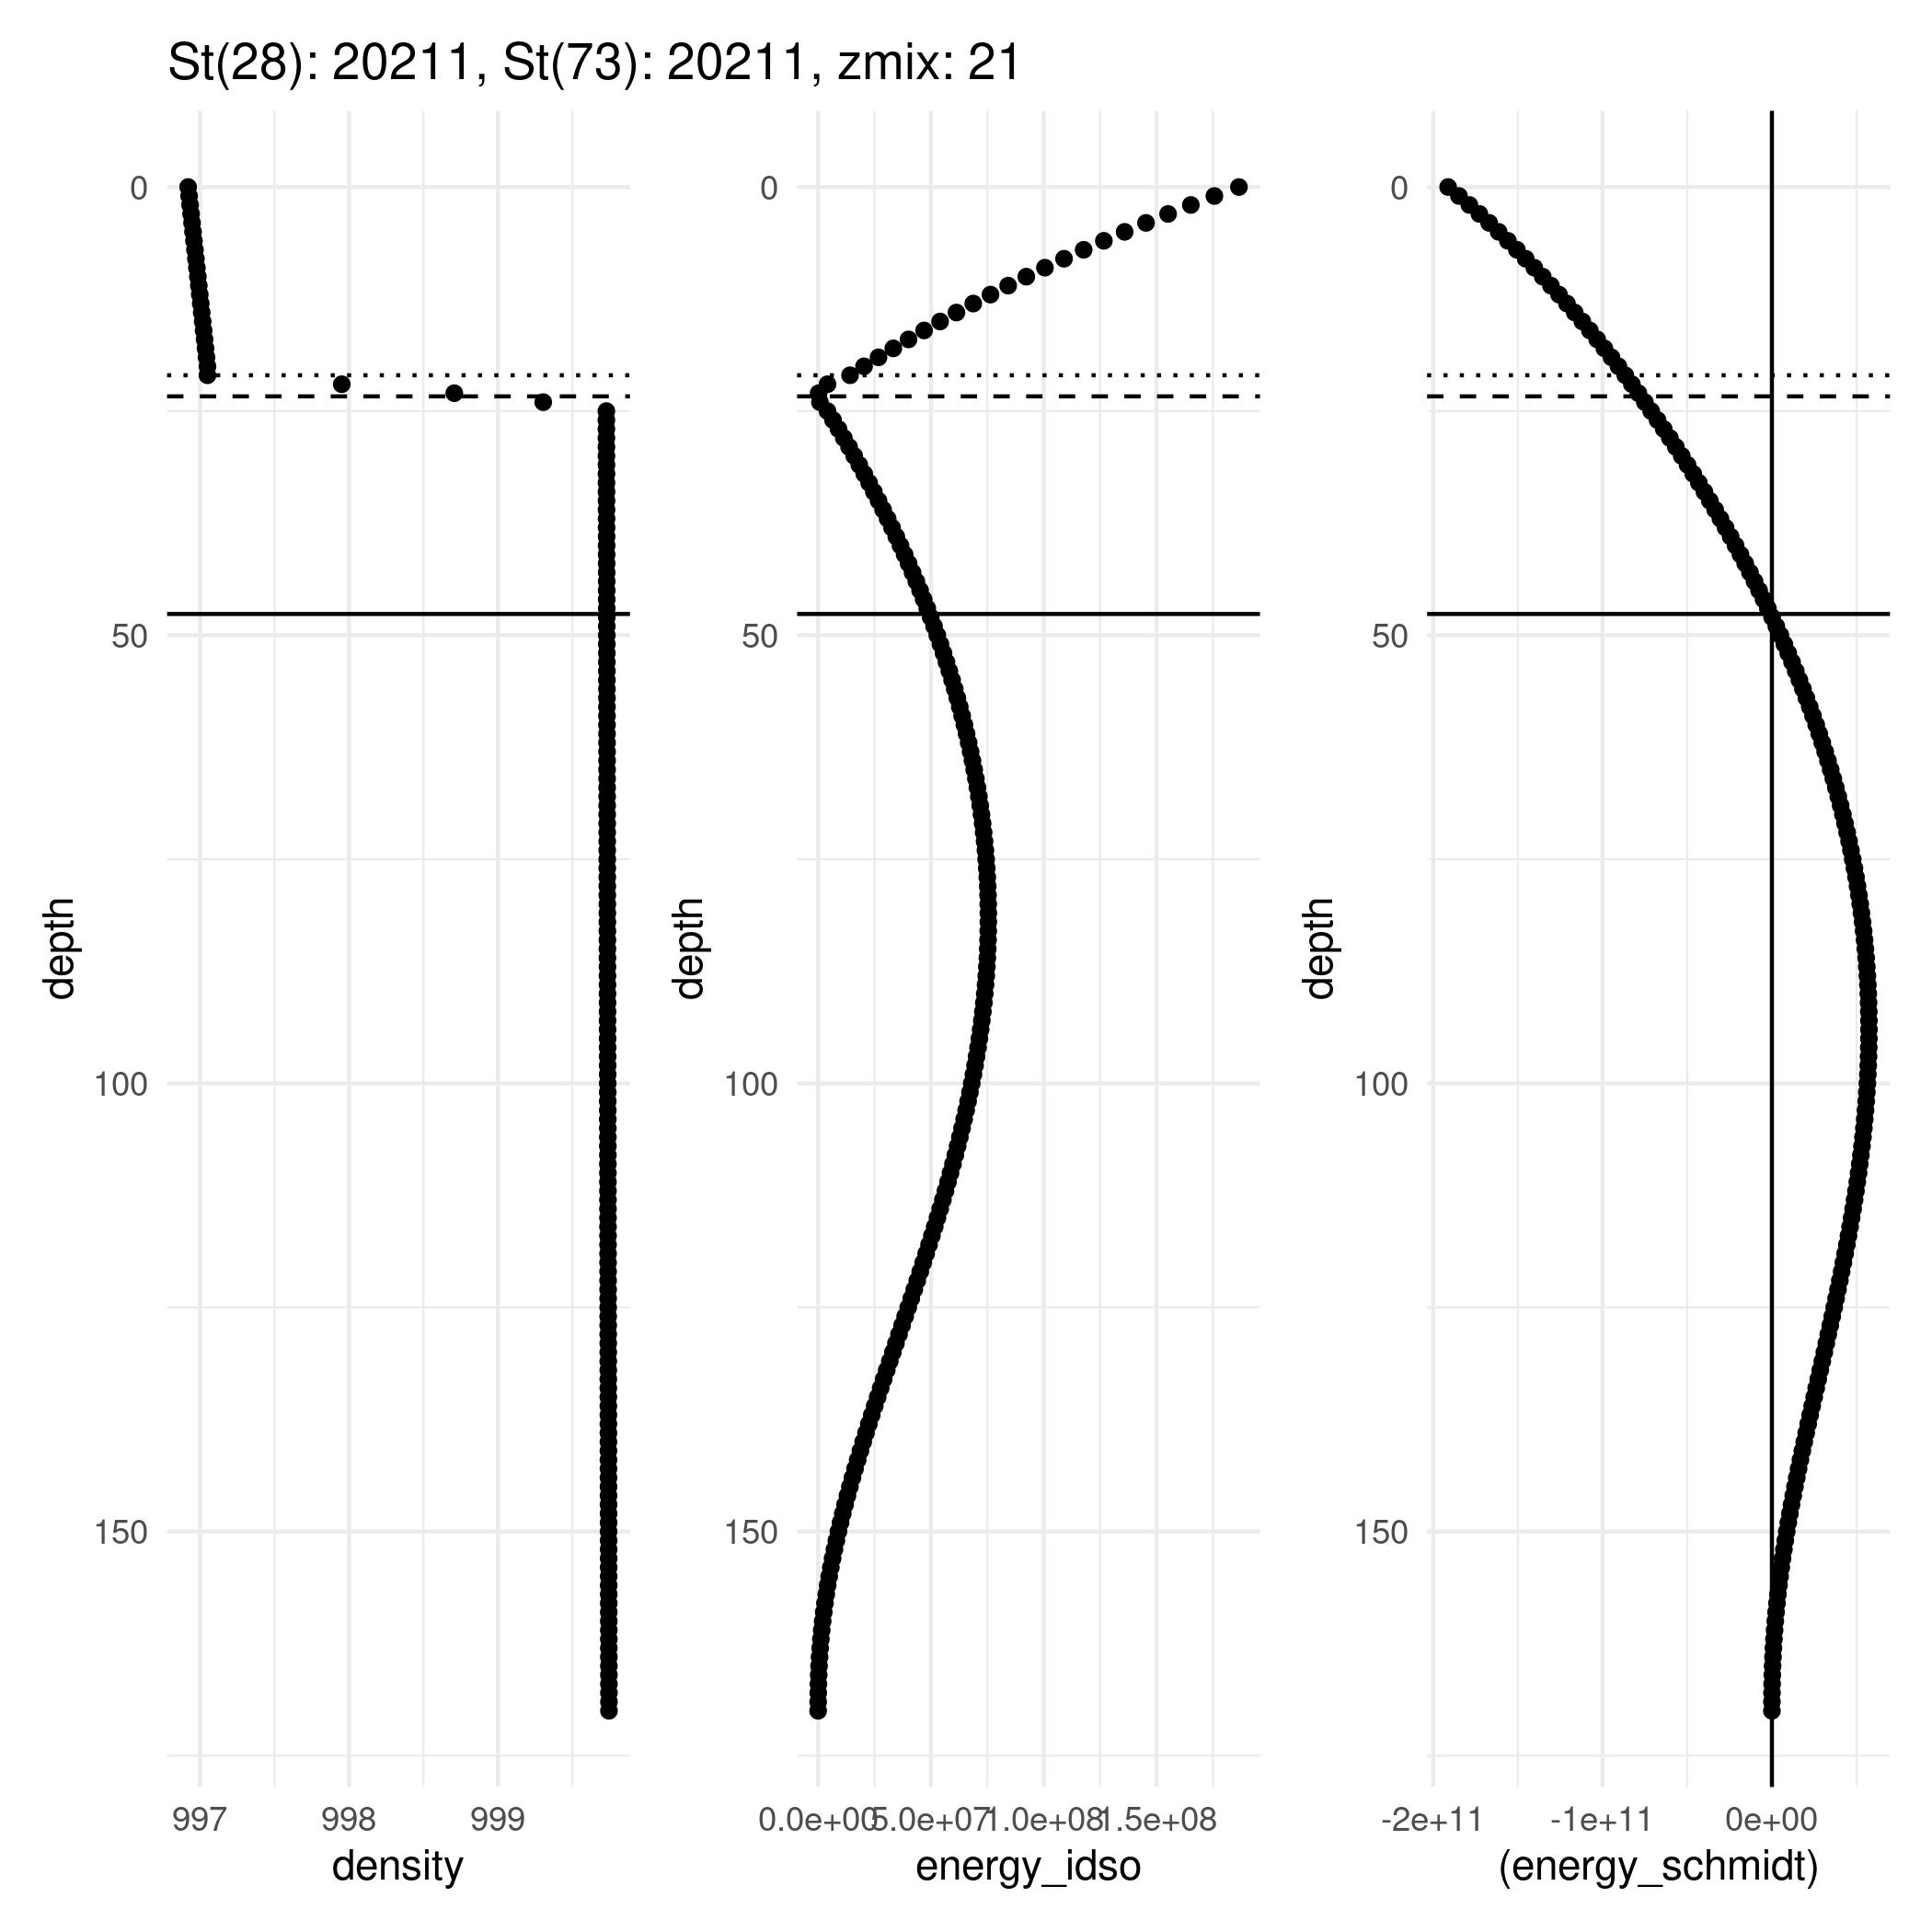 St(28): 20211, St(73): 20211, zmix: 21
0
50
100
150
depth
997 998 999
density
0
50
100
150
depth
0.0e+00 5.0e+07 1.0e+08 1.5e+08
energy_idso
0
50
100
150
depth
-2e+11 -1e+11 0e+00
(energy_schmidt)